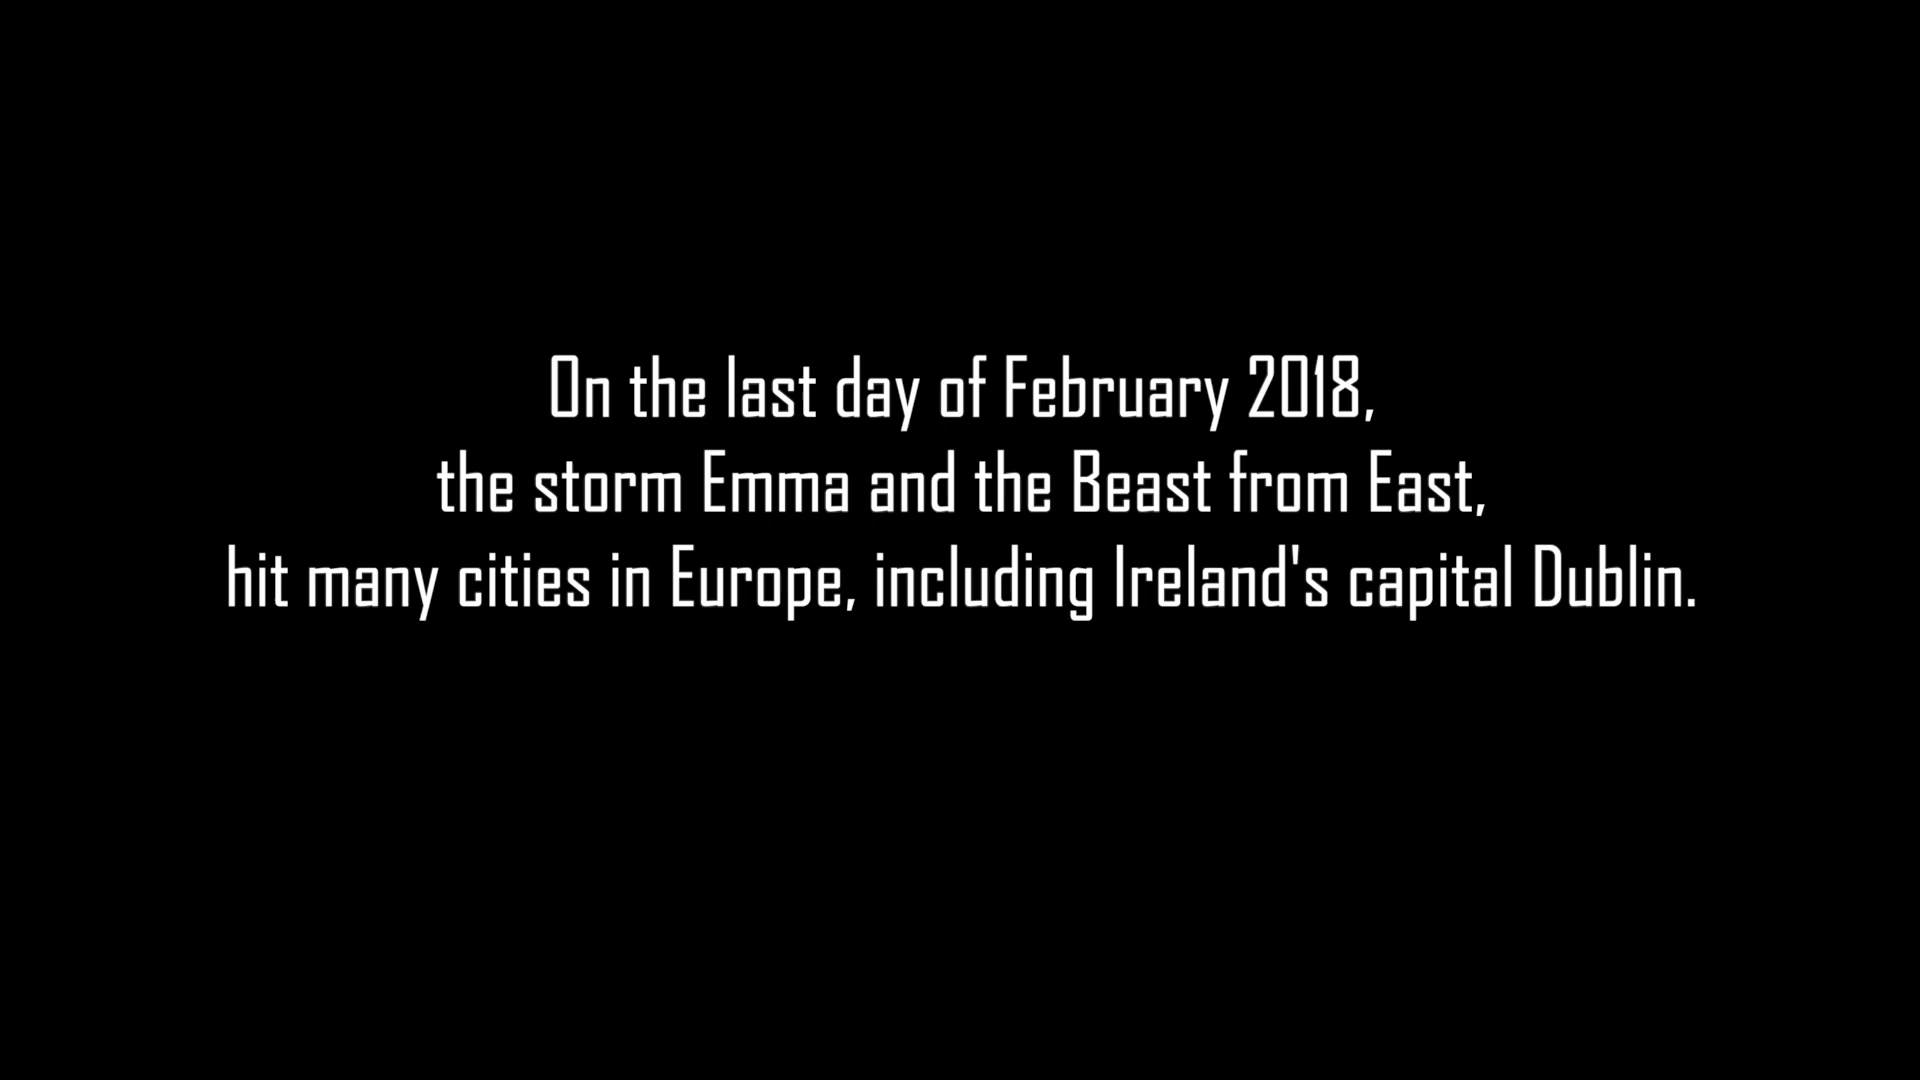 On the last day of February 2018,
the storm Emma and the Beast from East,
hit many cities in Europe, including Ireland's capital Dublin.